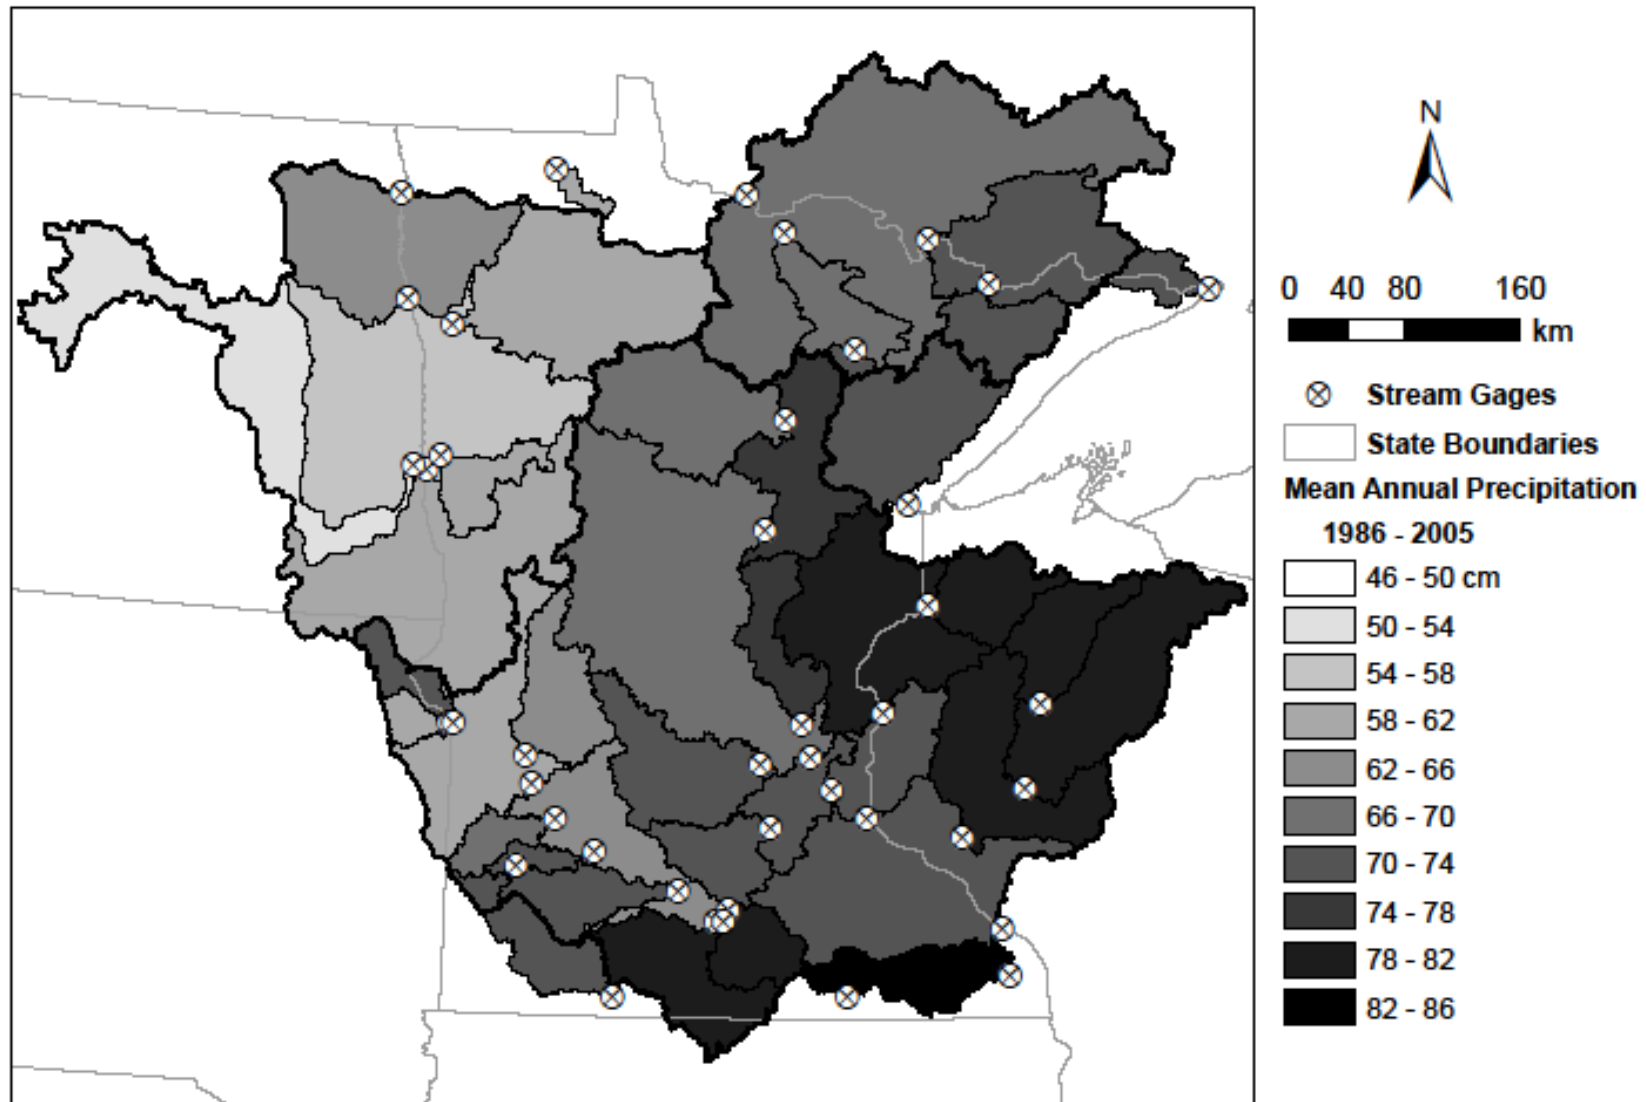 N
0 40 80 160
km
Stream Gages
State Boundaries
Mean Annual Precipitation
1986 - 2005
46 - 50 cm
50 - 54
54 - 58
58 - 62
62 - 66
66 - 70
70 - 74
74 - 78
78 - 82
82 - 86